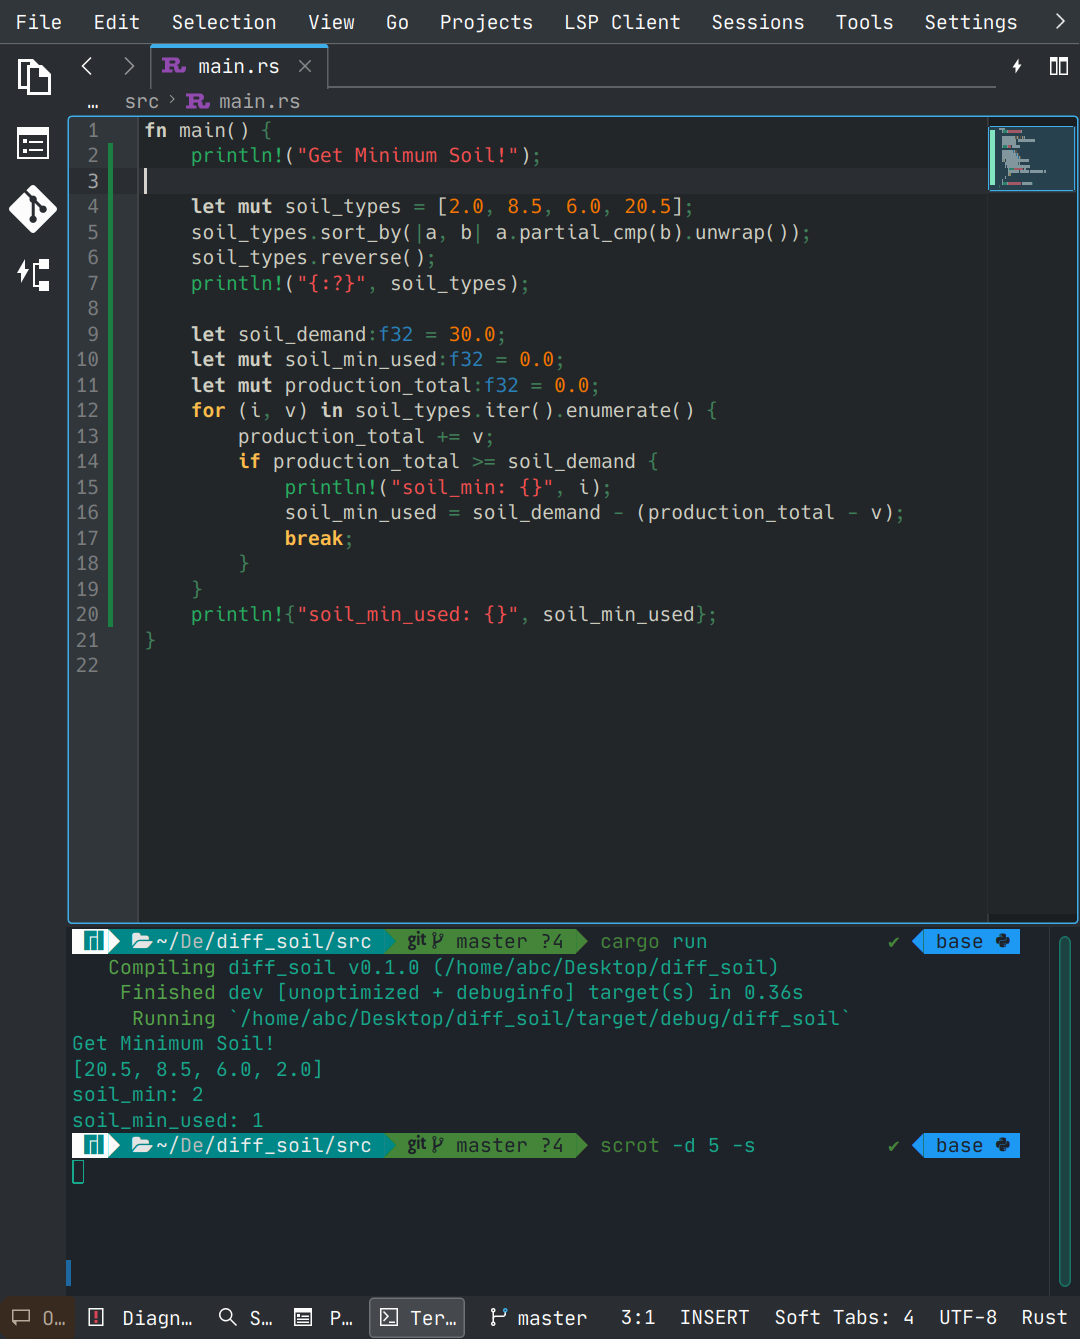 File Edit Selection View Go Projects LSP Client Sessions Tools Settings
main.rs
… src > main.rs
1 fn main() {
2     println!("Get Minimum Soil!");
3
4     let mut soil_types = [2.0, 8.5, 6.0, 20.5];
5     soil_types.sort_by(|a, b| a.partial_cmp(b).unwrap());
6     soil_types.reverse();
7     println!("{:?}", soil_types);
8
9     let soil_demand:f32 = 30.0;
10     let mut soil_min_used:f32 = 0.0;
11     let mut production_total:f32 = 0.0;
12     for (i, v) in soil_types.iter().enumerate() {
13         production_total += v;
14         if production_total >= soil_demand {
15             println!("soil_min: {}", i);
16             soil_min_used = soil_demand - (production_total - v);
17             break;
18         }
19     }
20     println!{"soil_min_used: {}", soil_min_used};
21 }
22
~/De/diff_soil/src git master ?4 cargo run ✔ base
   Compiling diff_soil v0.1.0 (/home/abc/Desktop/diff_soil)
    Finished dev [unoptimized + debuginfo] target(s) in 0.36s
     Running `/home/abc/Desktop/diff_soil/target/debug/diff_soil`
Get Minimum Soil!
[20.5, 8.5, 6.0, 2.0]
soil_min: 2
soil_min_used: 1
~/De/diff_soil/src git master ?4 scrot -d 5 -s ✔ base
O… Diagn… S… P… Ter… master 3:1 INSERT Soft Tabs: 4 UTF-8 Rust